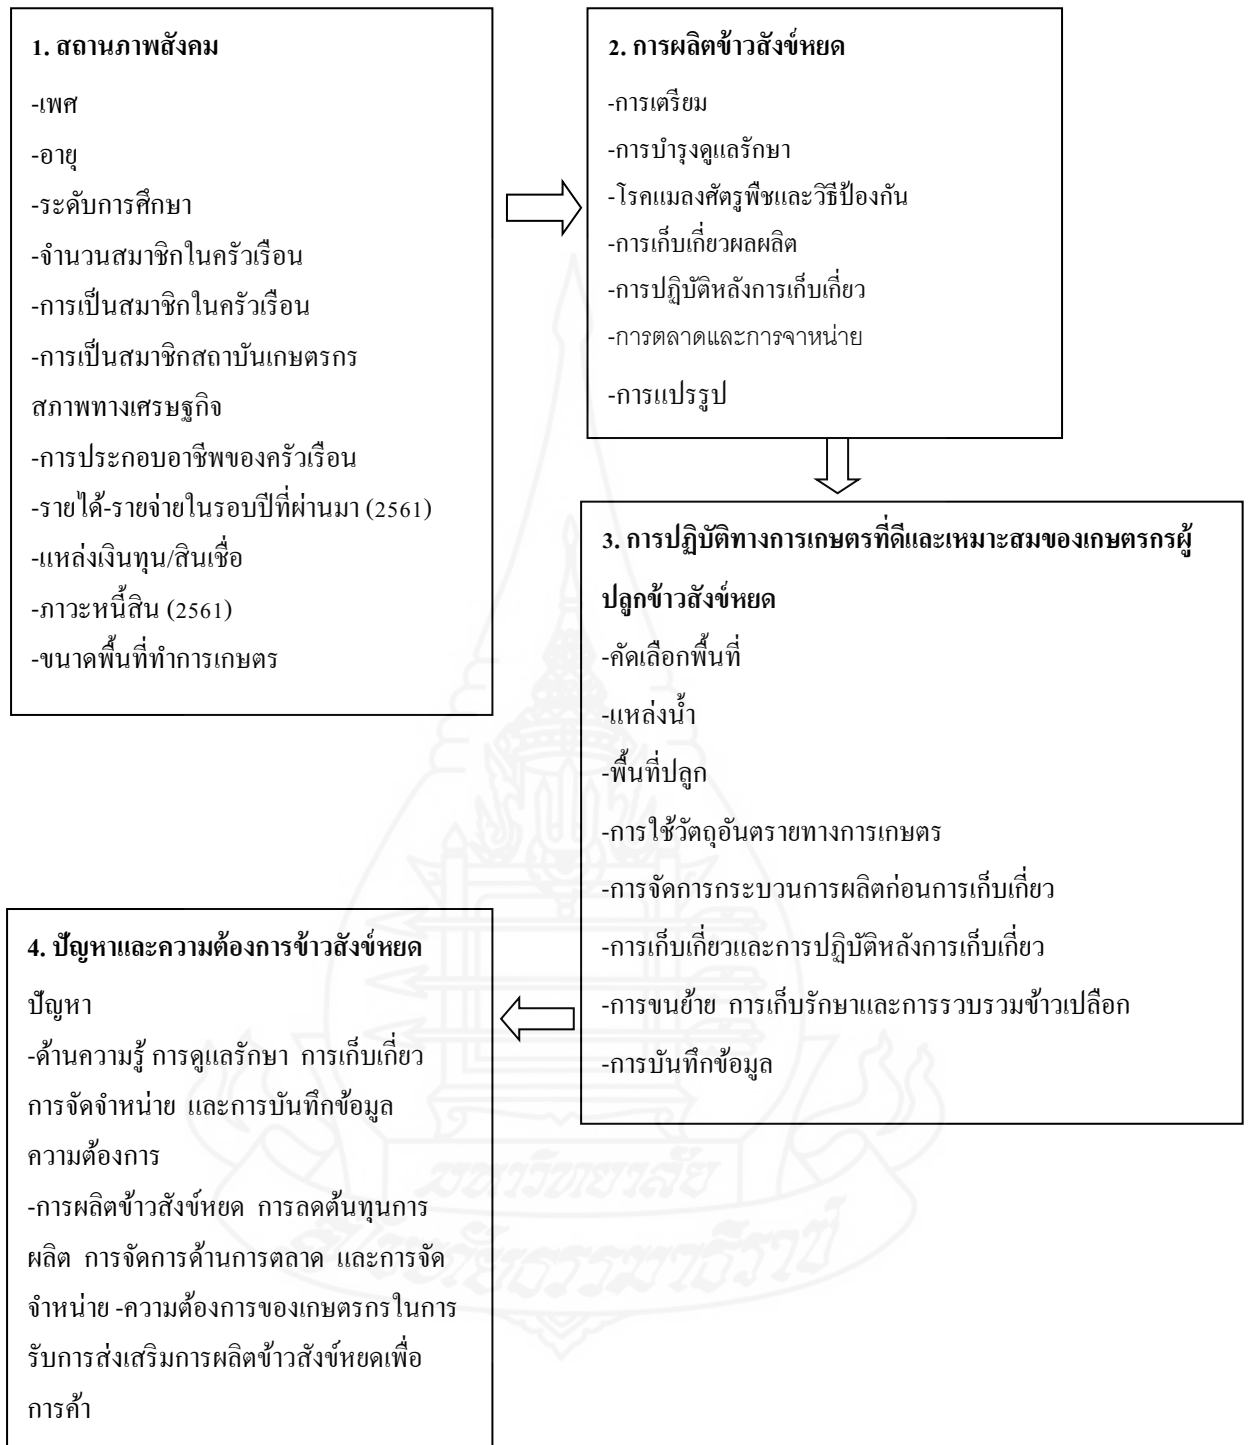 1. สถานภาพสังคม
-เพศ
-อายุ
-ระดับการศึกษา
-จำนวนสมาชิกในครัวเรือน
-การเป็นสมาชิกในครัวเรือน
-การเป็นสมาชิกสถาบันเกษตรกร
สภาพทางเศรษฐกิจ
-การประกอบอาชีพของครัวเรือน
-รายได้-รายจ่ายในรอบปีที่ผ่านมา (2561)
-แหล่งเงินทุน/สินเชื่อ
-ภาวะหนี้สิน (2561)
-ขนาดพื้นที่ทำการเกษตร
2. การผลิตข้าวสังข์หยด
-การเตรียม
-การบำรุงดูแลรักษา
-โรคแมลงศัตรูพืชและวิธีป้องกัน
-การเก็บเกี่ยวผลผลิต
-การปฏิบัติหลังการเก็บเกี่ยว
-การตลาดและการจาหน่าย
-การแปรรูป
3. การปฏิบัติทางการเกษตรที่ดีและเหมาะสมของเกษตรกรผู้
ปลูกข้าวสังข์หยด
-คัดเลือกพื้นที่
-แหล่งน้ำ
-พื้นที่ปลูก
-การใช้วัตถุอันตรายทางการเกษตร
-การจัดการกระบวนการผลิตก่อนการเก็บเกี่ยว
-การเก็บเกี่ยวและการปฏิบัติหลังการเก็บเกี่ยว
-การขนย้าย การเก็บรักษาและการรวบรวมข้าวเปลือก
-การบันทึกข้อมูล
4. ปัญหาและความต้องการข้าวสังข์หยด
ปัญหา
-ด้านความรู้ การดูแลรักษา การเก็บเกี่ยว
การจัดจำหน่าย และการบันทึกข้อมูล
ความต้องการ
-การผลิตข้าวสังข์หยด การลดต้นทุนการ
ผลิต การจัดการด้านการตลาด และการจัด
จำหน่าย -ความต้องการของเกษตรกรในการ
รับการส่งเสริมการผลิตข้าวสังข์หยดเพื่อ
การค้า
มหาวิทยาลัย
สุโขทัยธรรมาธิราช